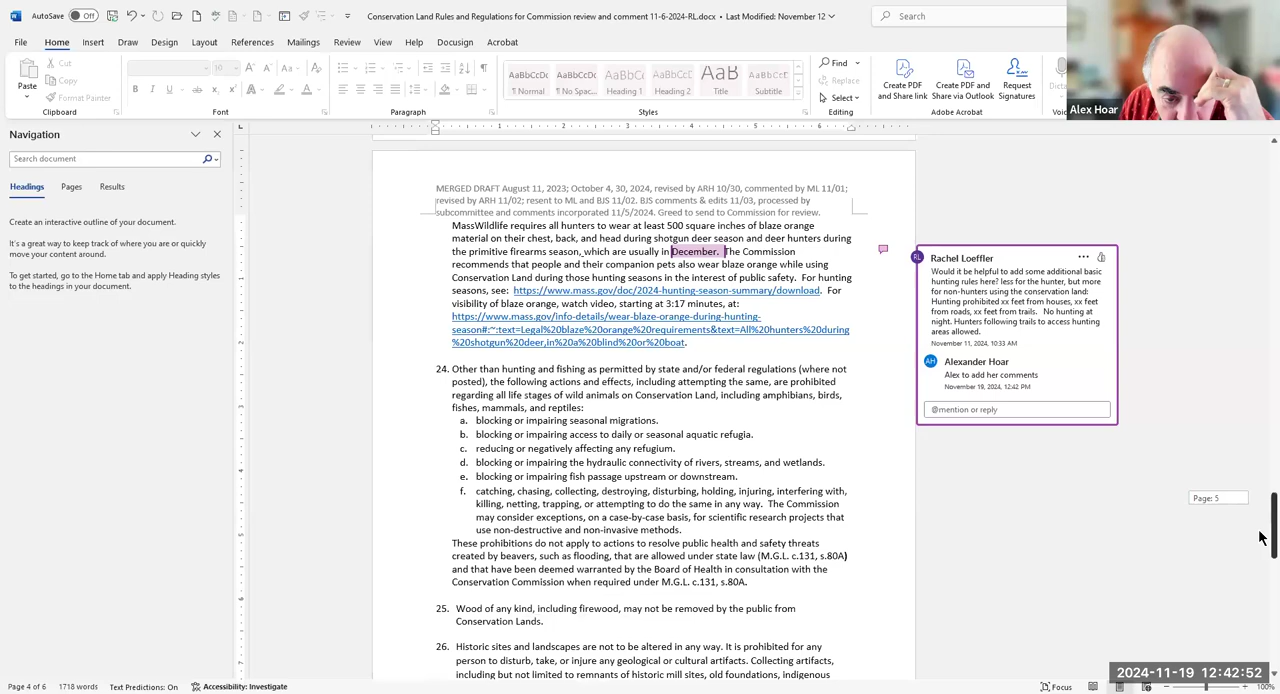 AutoSave Off
Conservation Land Rules and Regulations for Commission review and comment 11-6-2024-RL.docx • Last Modified: November 12
Search
File Home Insert Draw Design Layout References Mailings Review View Help Docusign Acrobat
Paste
Cut
Copy
Format Painter
Clipboard
10
Font
Paragraph
AaBbCcDc AaBbCcDc AaBbCc AaBbCcD AaB AaBbCcD
¶ Normal
¶ No Spac...
Heading 1
Heading 2
Title
Subtitle
Styles
Find
Replace
Select
Editing
Create PDF
and Share link
Create PDF and
Share via Outlook
Request
Signatures
Adobe Acrobat
Alex Hoar
Navigation
Search document
Headings Pages Results
Create an interactive outline of your document.
It's a great way to keep track of where you are or quickly
move your content around.
To get started, go to the Home tab and apply Heading styles
to the headings in your document.
MERGED DRAFT August 11, 2023; October 4, 30, 2024, revised by ARH 10/30, commented by ML 11/01;
revised by ARH 11/02; resent to ML and BJS 11/02. BJS comments & edits 11/03, processed by
subcommittee and comments incorporated 11/5/2024. Greed to send to Commission for review.
MassWildlife requires all hunters to wear at least 500 square inches of blaze orange
material on their chest, back, and head during shotgun deer season and deer hunters during
the primitive firearms season, which are usually in December. The Commission
recommends that people and their companion pets also wear blaze orange while using
Conservation Land during those hunting seasons in the interest of public safety. For hunting
seasons, see: https://www.mass.gov/doc/2024-hunting-season-summary/download. For
visibility of blaze orange, watch video, starting at 3:17 minutes, at:
https://www.mass.gov/info-details/wear-blaze-orange-during-hunting-
season#:~:text=Legal%20blaze%20orange%20requirements&text=All%20hunters%20during
%20shotgun%20deer,in%20a%20blind%20or%20boat.
24. Other than hunting and fishing as permitted by state and/or federal regulations (where not
posted), the following actions and effects, including attempting the same, are prohibited
regarding all life stages of wild animals on Conservation Land, including amphibians, birds,
fishes, mammals, and reptiles:
a. blocking or impairing seasonal migrations.
b. blocking or impairing access to daily or seasonal aquatic refugia.
c. reducing or negatively affecting any refugium.
d. blocking or impairing the hydraulic connectivity of rivers, streams, and wetlands.
e. blocking or impairing fish passage upstream or downstream.
f. catching, chasing, collecting, destroying, disturbing, holding, injuring, interfering with,
killing, netting, trapping, or attempting to do the same in any way. The Commission
may consider exceptions, on a case-by-case basis, for scientific research projects that
use non-destructive and non-invasive methods.
These prohibitions do not apply to actions to resolve public health and safety threats
created by beavers, such as flooding, that are allowed under state law (M.G.L. c.131, s.80A)
and that have been deemed warranted by the Board of Health in consultation with the
Conservation Commission when required under M.G.L. c.131, s.80A.
25. Wood of any kind, including firewood, may not be removed by the public from
Conservation Lands.
26. Historic sites and landscapes are not to be altered in any way. It is prohibited for any
person to disturb, take, or injure any geological or cultural artifacts. Collecting artifacts,
including but not limited to remnants of historic mill sites, old foundations, indigenous
RL Rachel Loeffler
Would it be helpful to add some additional basic
hunting rules here? less for the hunter, but more
for non-hunters using the conservation land:
Hunting prohibited xx feet from houses, xx feet
from roads, xx feet from trails. No hunting at
night. Hunters following trails to access hunting
areas allowed.
November 11, 2024, 10:33 AM
AH Alexander Hoar
Alex to add her comments
November 19, 2024, 12:42 PM
@mention or reply
Page: 5
2024-11-19 12:42:52
Page 4 of 6 1718 words Text Predictions: On Accessibility: Investigate
Focus
100%